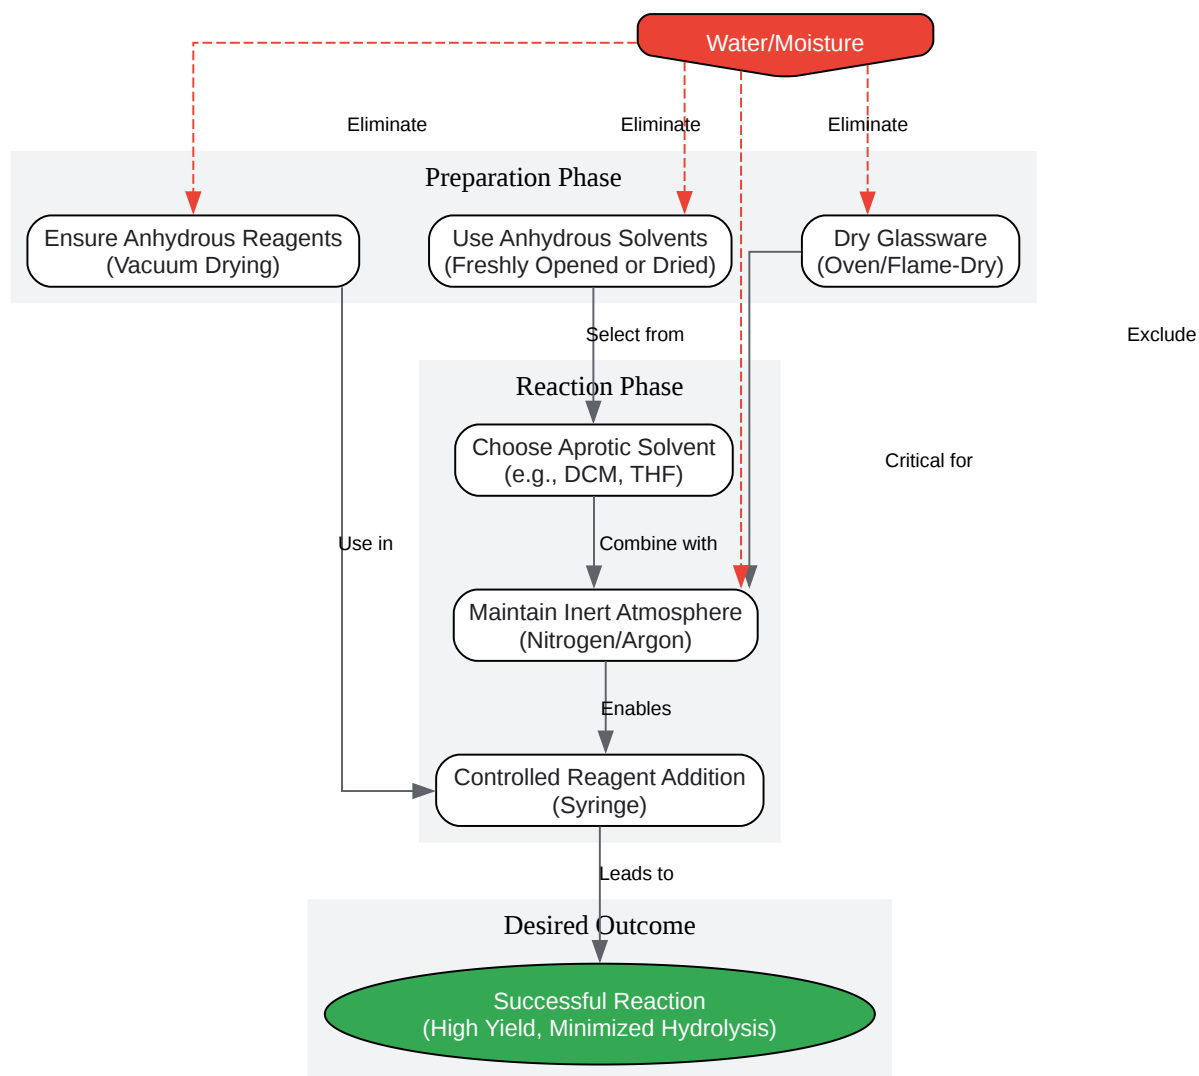 Water/Moisture
Eliminate
Eliminate
Eliminate
Preparation Phase
Ensure Anhydrous Reagents
(Vacuum Drying)
Use Anhydrous Solvents
(Freshly Opened or Dried)
Dry Glassware
(Oven/Flame-Dry)
Select from
Exclude
Reaction Phase
Choose Aprotic Solvent
(e.g., DCM, THF)
Critical for
Use in
Combine with
Maintain Inert Atmosphere
(Nitrogen/Argon)
Enables
Controlled Reagent Addition
(Syringe)
Leads to
Desired Outcome
Successful Reaction
(High Yield, Minimized Hydrolysis)